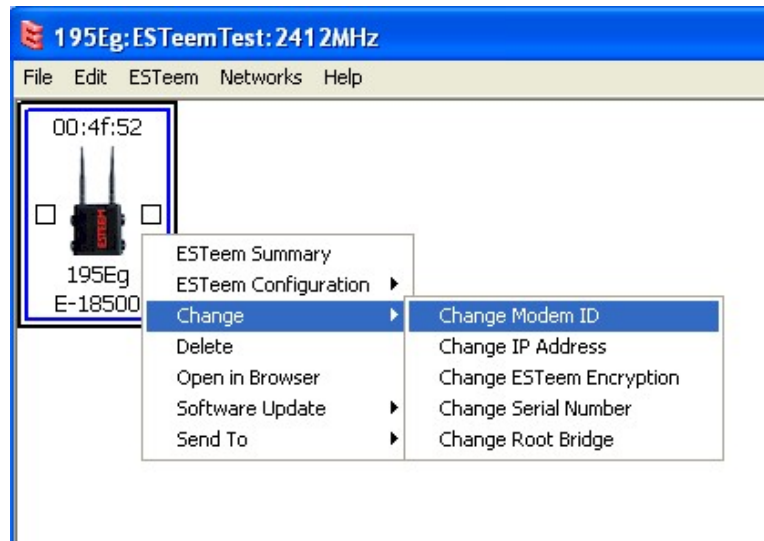 195Eg:ESTeemTest:2412MHz
File Edit ESTeem Networks Help
00:4f:52
ESTEEM
195Eg
E-18500
ESTeem Summary
ESTeem Configuration
Change
Delete
Open in Browser
Software Update
Send To
Change Modem ID
Change IP Address
Change ESTeem Encryption
Change Serial Number
Change Root Bridge